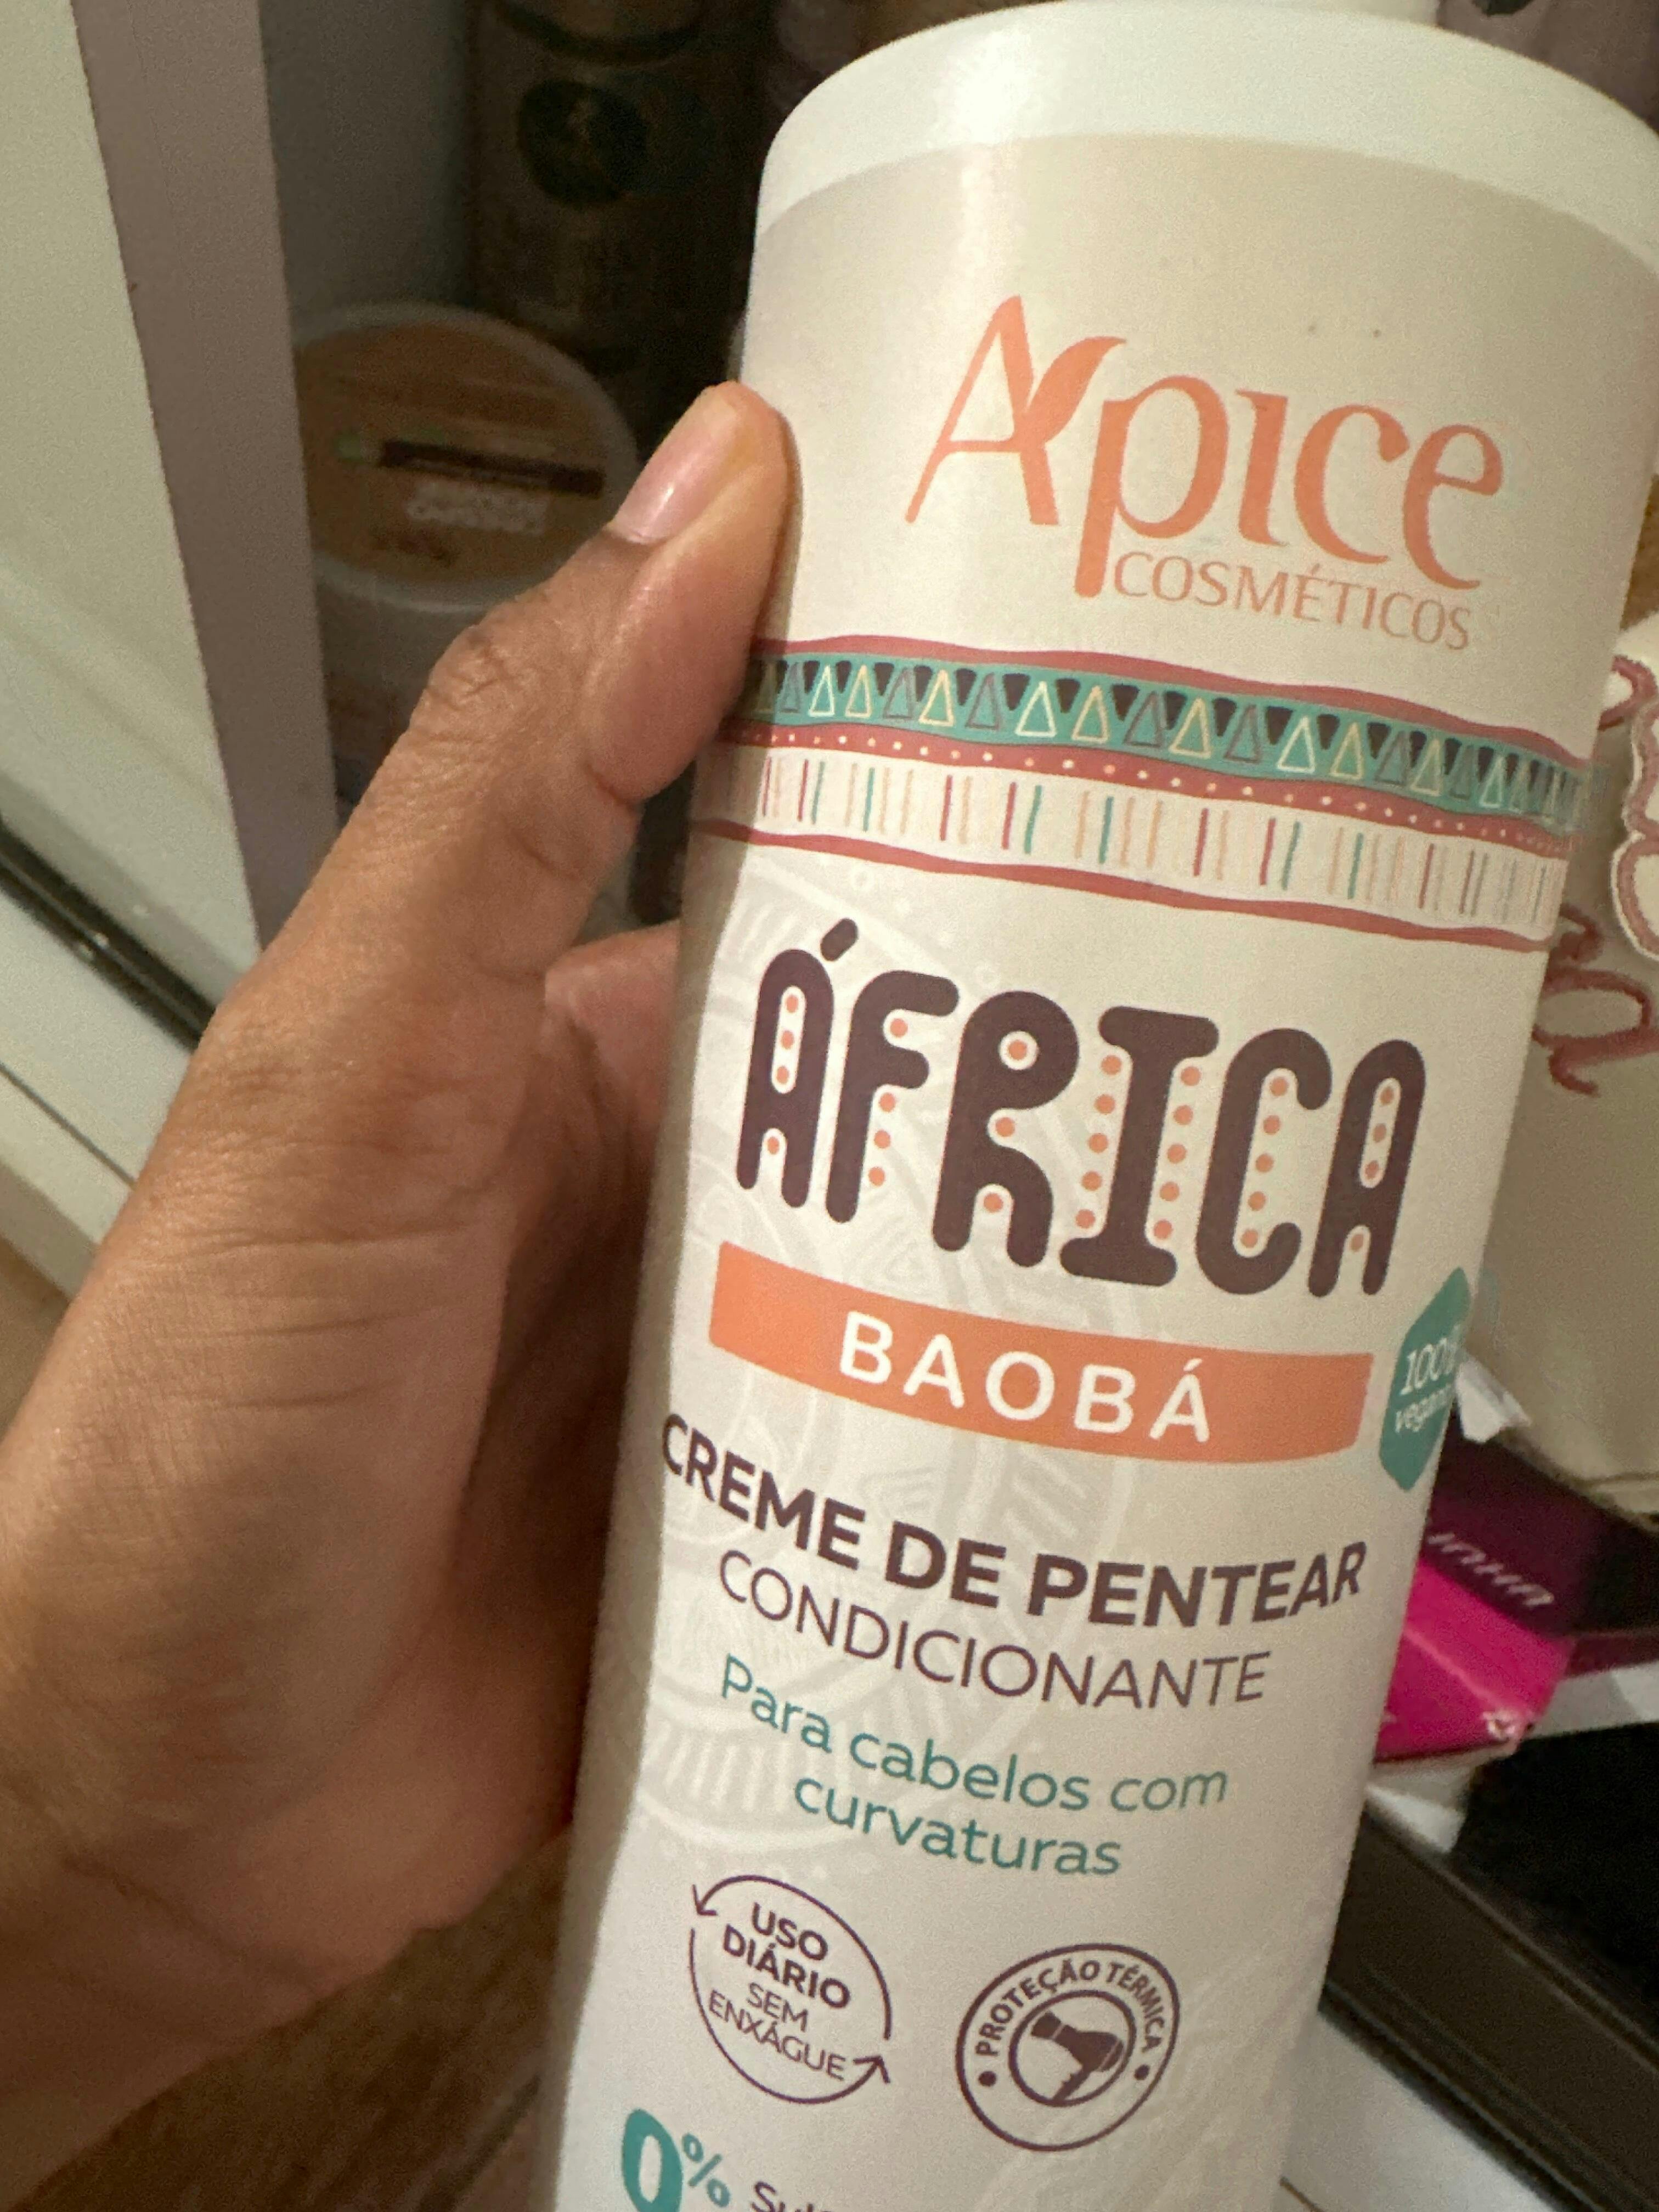 Apice
COSMÉTICOS
ÁFRICA
BAOBÁ
100%
CREME DE PENTEAR
CONDICIONANTE
Para cabelos com
curvaturas
USO
DIÁRIO
SEM
ENXÁGUE
PROTEÇÃO TÉRMICA
0%